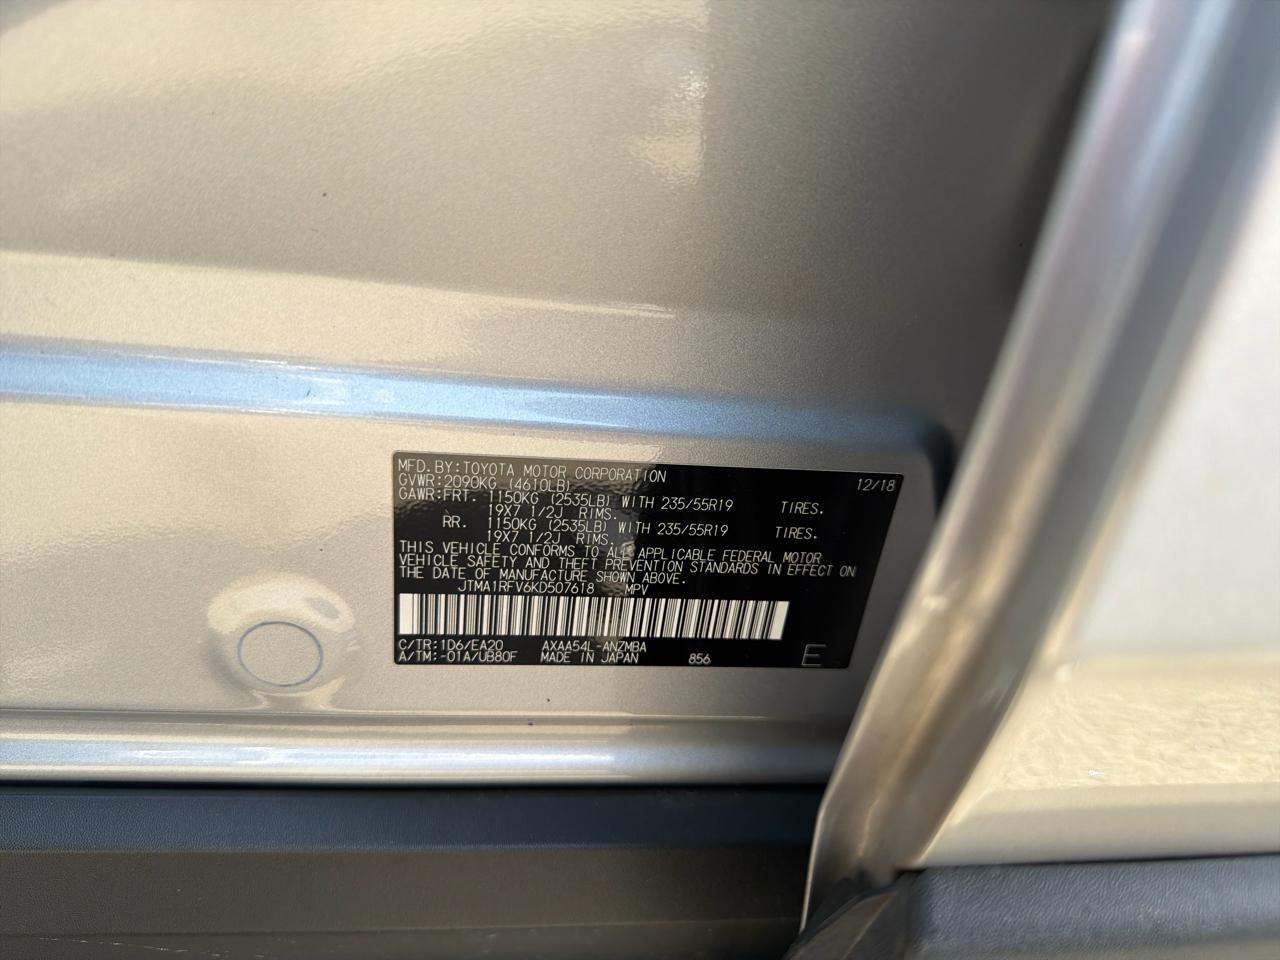 MFD.BY:TOYOTA MOTOR CORPORATION 12/18
GVWR:2090KG (4610LB)
GAWR:FRT. 1150KG (2535LB) WITH 235/55R19 TIRES.
19X7 1/2J RIMS.
RR. 1150KG (2535LB) WITH 235/55R19 TIRES.
19X7 1/2J RIMS.
THIS VEHICLE CONFORMS TO ALL APPLICABLE FEDERAL MOTOR
VEHICLE SAFETY AND THEFT PREVENTION STANDARDS IN EFFECT ON
THE DATE OF MANUFACTURE SHOWN ABOVE.
JTMA1RFV6KD507618 MPV
C/TR:1D6/EA20 AXAA54L-ANZMBA
A/TM:-01A/UB80F MADE IN JAPAN 856 E